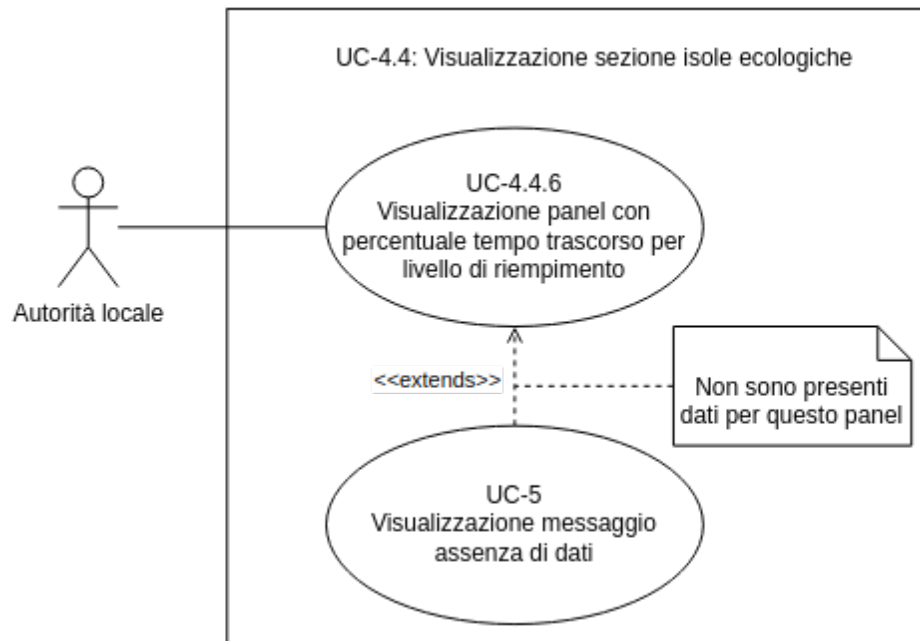 UC-4.4: Visualizzazione sezione isole ecologiche
UC-4.4.6
Visualizzazione panel con
percentuale tempo trascorso per
livello di riempimento
Autorità locale
<<extends>>
Non sono presenti
dati per questo panel
UC-5
Visualizzazione messaggio
assenza di dati